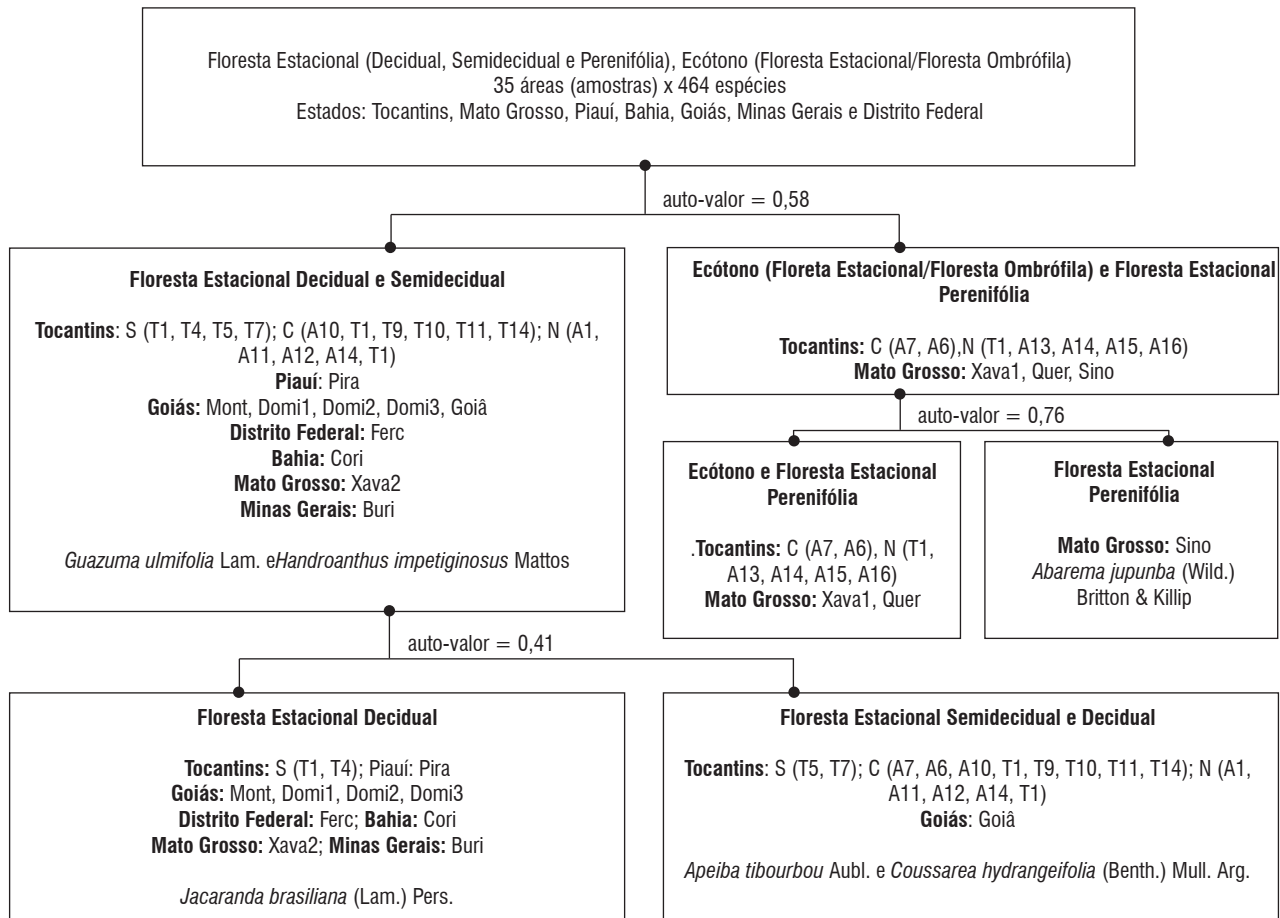 Floresta Estacional (Decidual, Semidecidual e Perenifólia), Ecótono (Floresta Estacional/Floresta Ombrófila)
35 áreas (amostras) x 464 espécies
Estados: Tocantins, Mato Grosso, Piauí, Bahia, Goiás, Minas Gerais e Distrito Federal
auto-valor = 0,58
Floresta Estacional Decidual e Semidecidual
Tocantins: S (T1, T4, T5, T7); C (A10, T1, T9, T10, T11, T14); N (A1,
A11, A12, A14, T1)
Piauí: Pira
Goiás: Mont, Domi1, Domi2, Domi3, Goiâ
Distrito Federal: Ferc
Bahia: Cori
Mato Grosso: Xava2
Minas Gerais: Buri
Guazuma ulmifolia Lam. eHandroanthus impetiginosus Mattos
Ecótono (Floreta Estacional/Floresta Ombrófila) e Floresta Estacional
Perenifólia
Tocantins: C (A7, A6),N (T1, A13, A14, A15, A16)
Mato Grosso: Xava1, Quer, Sino
auto-valor = 0,76
Ecótono e Floresta Estacional
Perenifólia
.Tocantins: C (A7, A6), N (T1,
A13, A14, A15, A16)
Mato Grosso: Xava1, Quer
Floresta Estacional
Perenifólia
Mato Grosso: Sino
Abarema jupunba (Wild.)
Britton & Killip
auto-valor = 0,41
Floresta Estacional Decidual
Tocantins: S (T1, T4); Piauí: Pira
Goiás: Mont, Domi1, Domi2, Domi3
Distrito Federal: Ferc; Bahia: Cori
Mato Grosso: Xava2; Minas Gerais: Buri
Jacaranda brasiliana (Lam.) Pers.
Floresta Estacional Semidecidual e Decidual
Tocantins: S (T5, T7); C (A7, A6, A10, T1, T9, T10, T11, T14); N (A1,
A11, A12, A14, T1)
Goiás: Goiâ
Apeiba tibourbou Aubl. e Coussarea hydrangeifolia (Benth.) Mull. Arg.